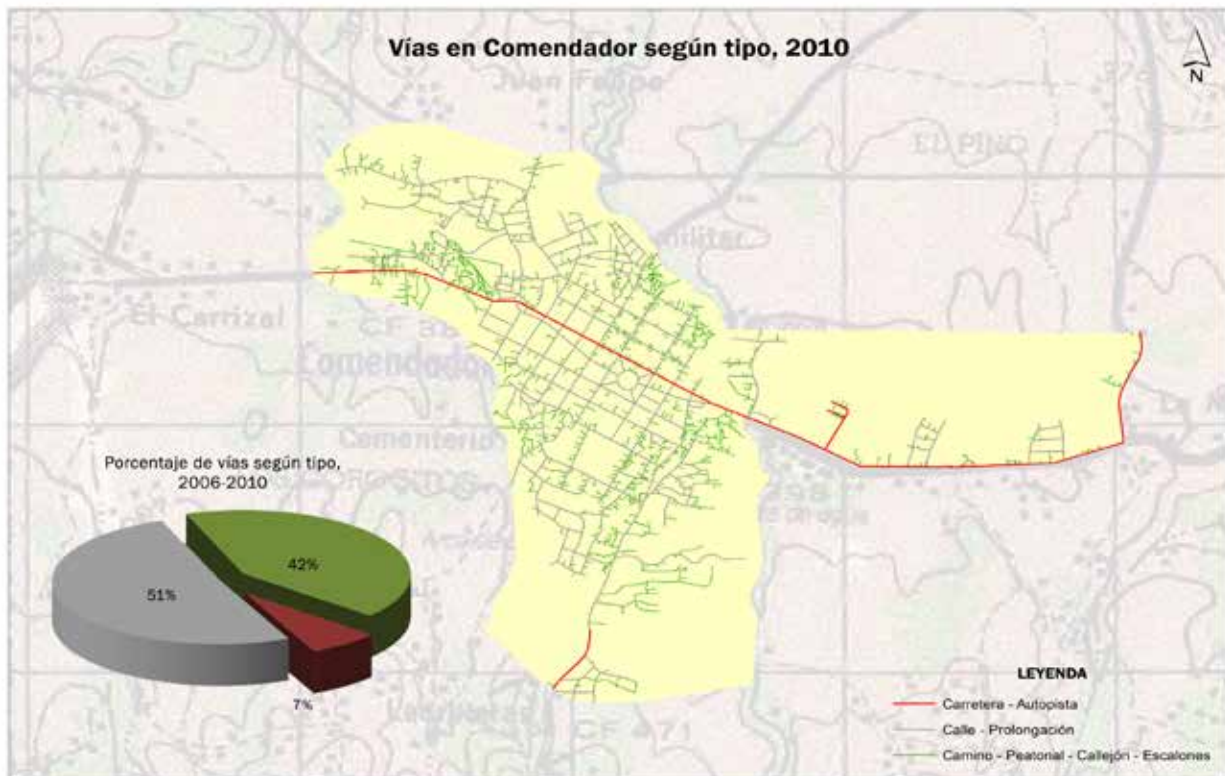 Vías en Comendador según tipo, 2010
N
Juan Felipe
EL PINO
militar
El Carrizal
Comendador
Cementerio
Porcentaje de vías según tipo,
2006-2010
42%
51%
7%
LEYENDA
Carretera - Autopista
Calle - Prolongación
Camino - Peatonal - Callejón - Escalones